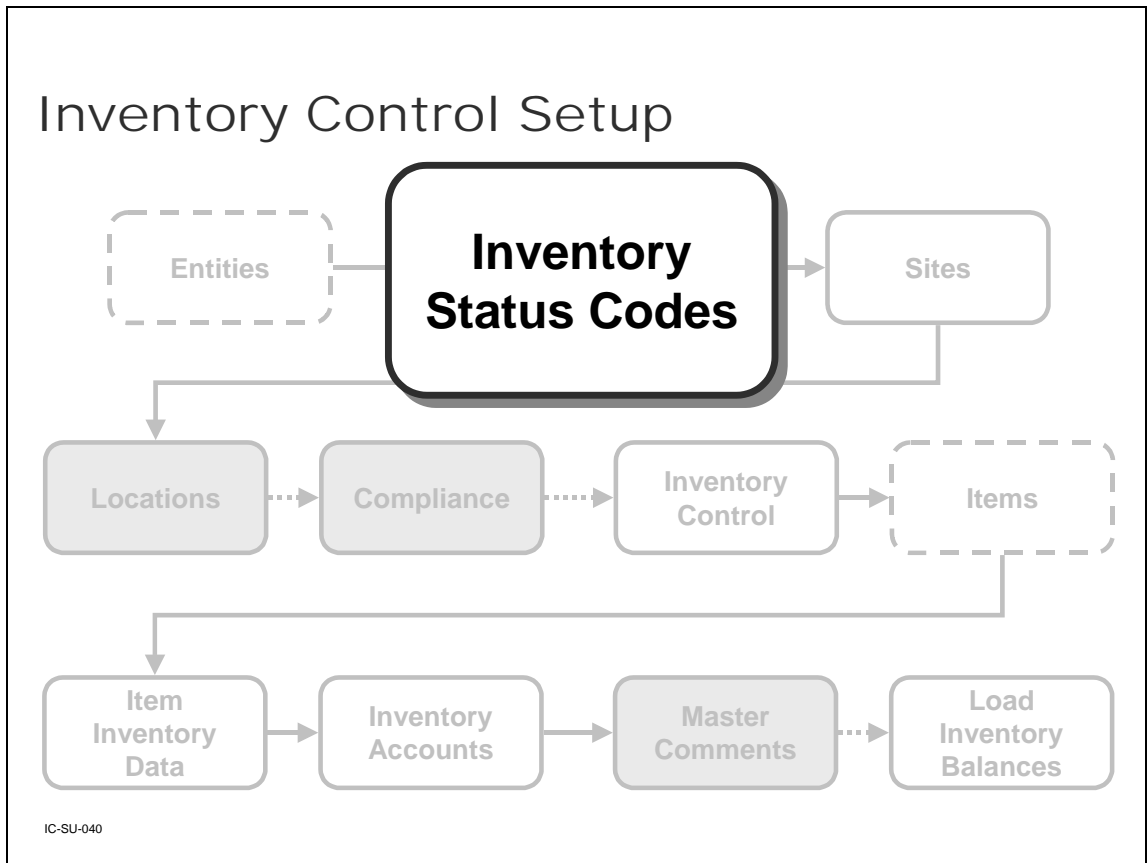 Inventory Control Setup
Entities
Inventory
Status Codes
Sites
Locations
Compliance
Inventory
Control
Items
Item
Inventory
Data
Inventory
Accounts
Master
Comments
Load
Inventory
Balances
IC-SU-040